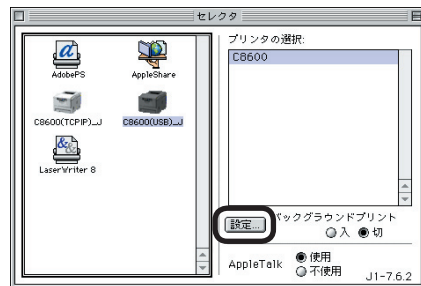 セレクタ
AdobePS
AppleShare
C8600(TCPIP)_J
C8600(USB)_J
LaserWriter 8
プリンタの選択:
C8600
設定...
バックグラウンドプリント
入 切
AppleTalk
使用
不使用
J1-7.6.2